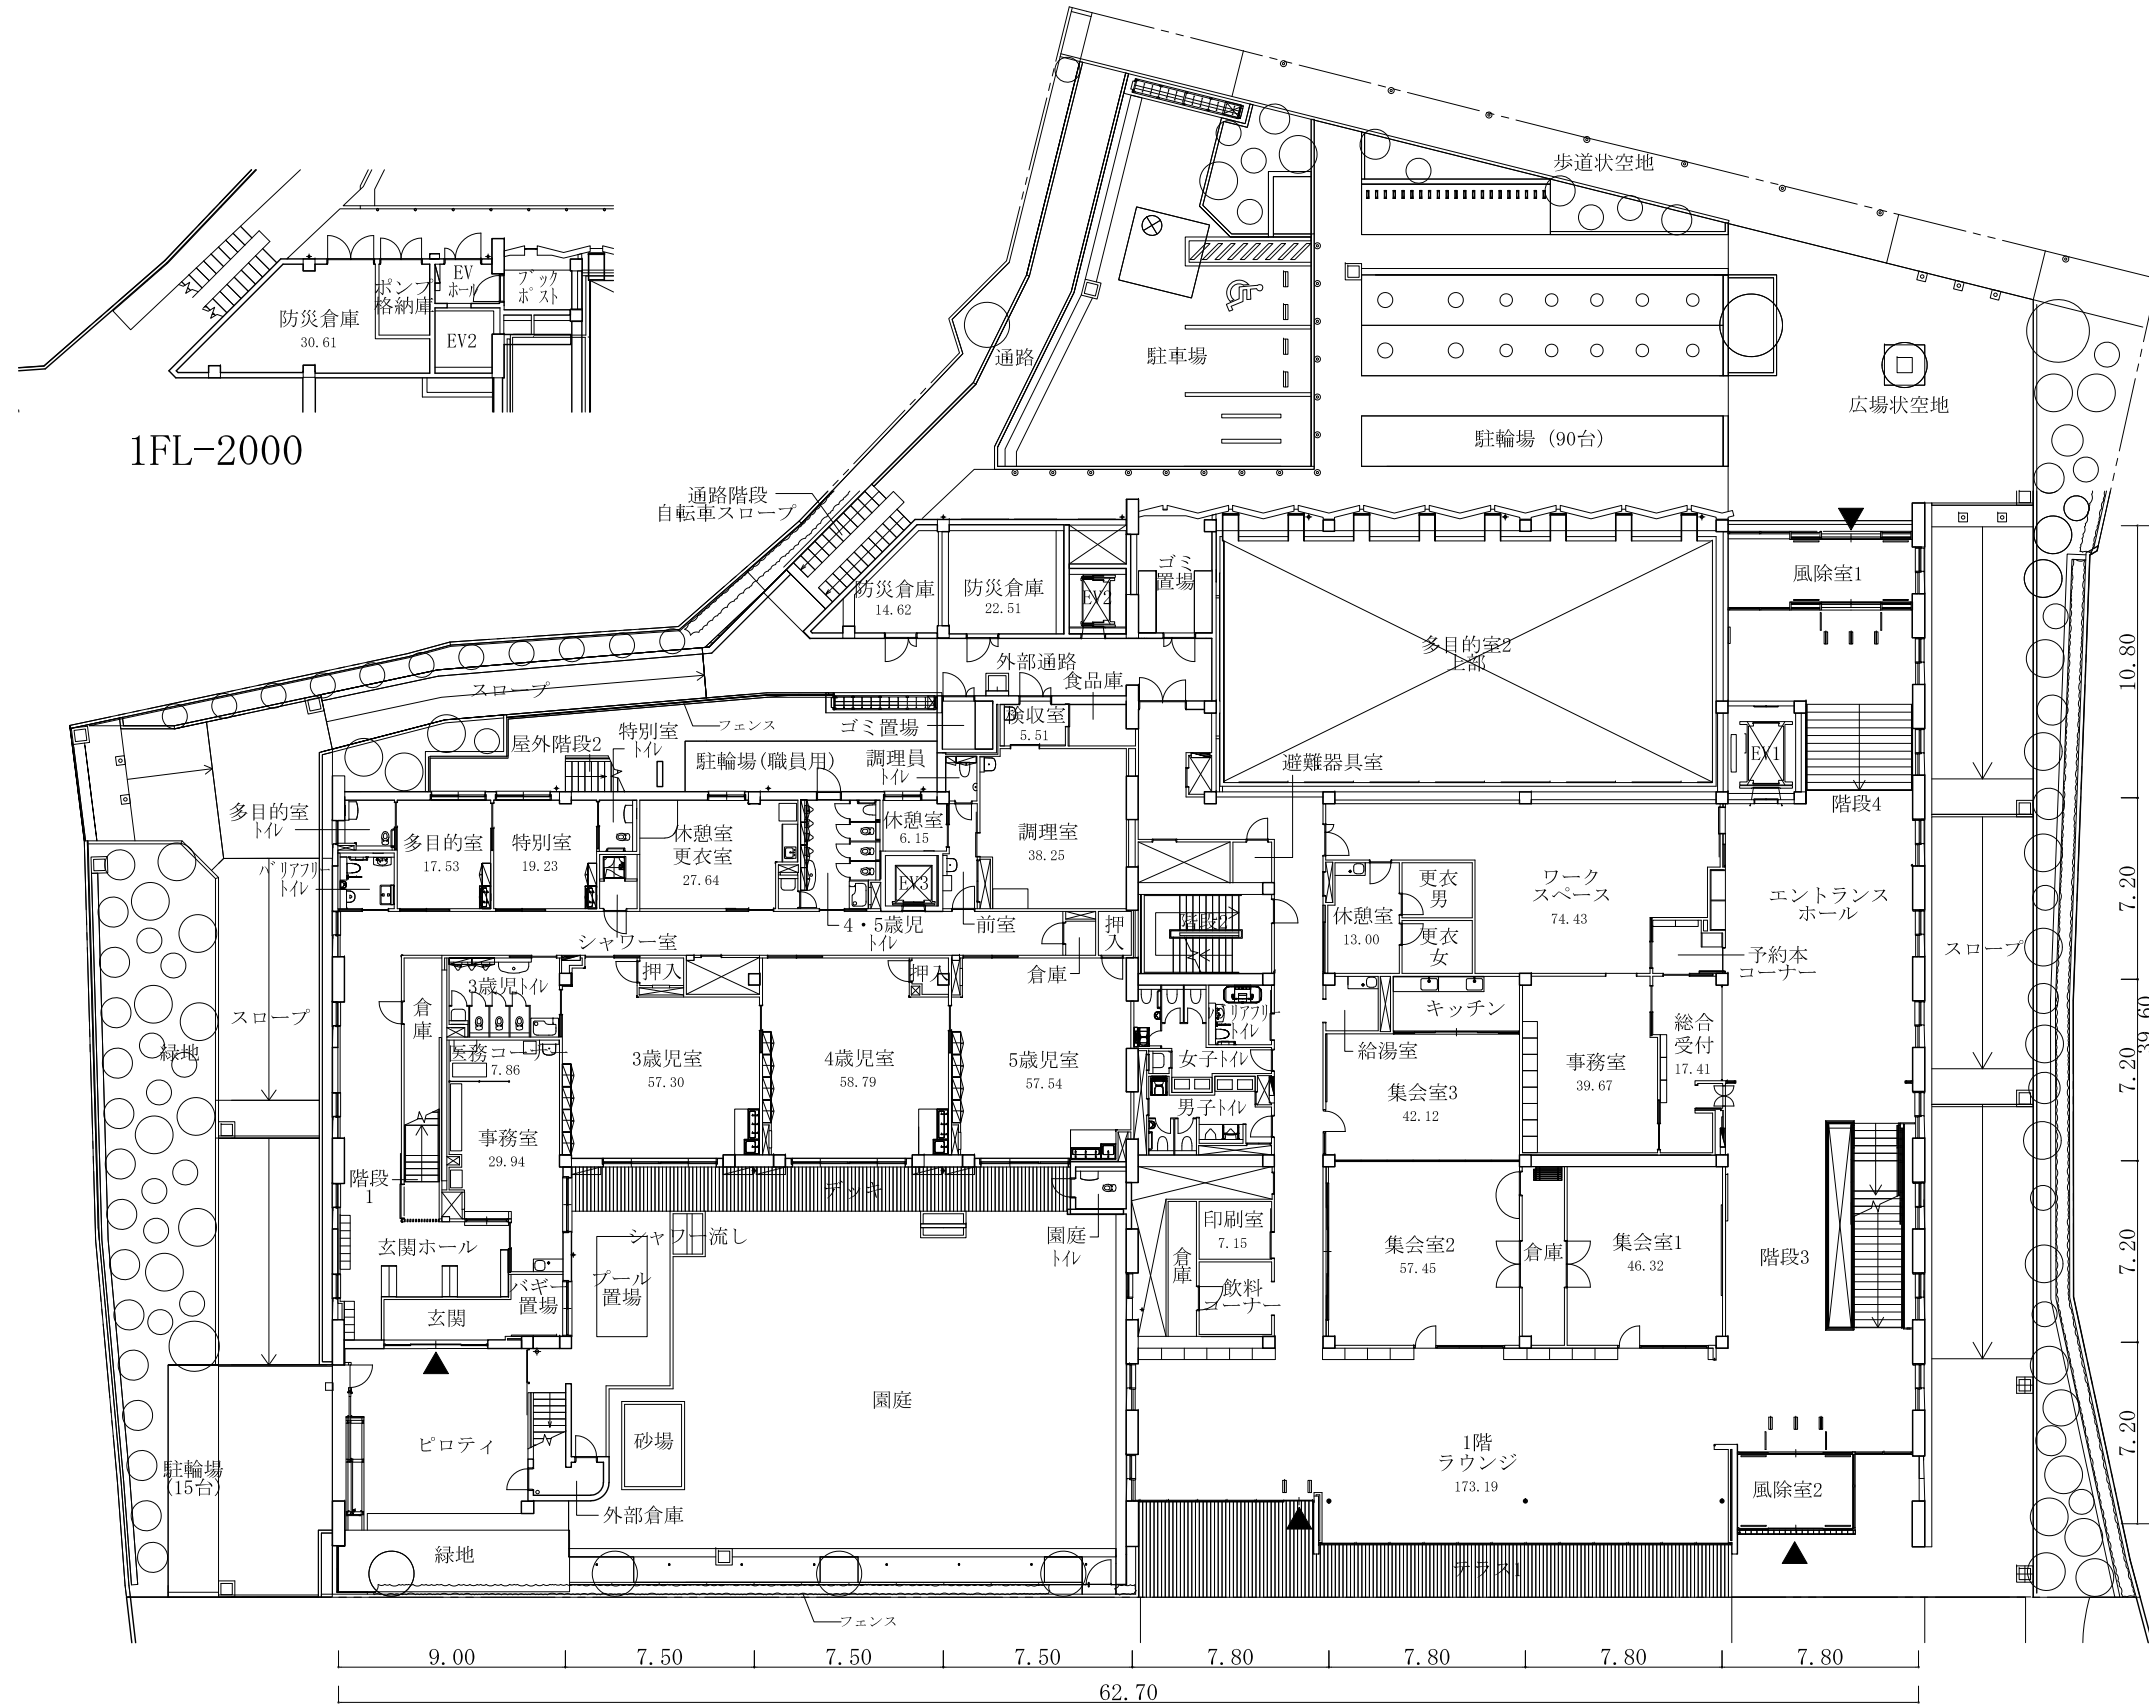 歩道状空地
EV
ホール
ブック
ポスト
ポンプ
格納庫
防災倉庫
30.61
EV2
1FL-2000
通路
駐車場
広場状空地
駐輪場 (90台)
通路階段
自転車スロープ
防災倉庫
14.62
防災倉庫
22.51
EV2
ゴミ
置場
風除室1
多目的室2
上部
外部通路
食品庫
スロープ
フェンス
ゴミ置場
検収室
5.51
特別室
トイレ
屋外階段2
駐輪場(職員用)
調理員
トイレ
避難器具室
EV1
階段4
多目的室
トイレ
多目的室
17.53
特別室
19.23
休憩室
更衣室
27.64
休憩室
6.15
調理室
38.25
バリアフリー
トイレ
EV3
更衣
男
ワーク
スペース
74.43
エントランス
ホール
シャワー室
4・5歳児
トイレ
前室
押
入
階段2
休憩室
13.00
更衣
女
予約本
コーナー
スロープ
倉庫
押入
押入
倉
庫
3歳児トイレ
スロープ
緑地
医務コーナー
7.86
3歳児室
57.30
4歳児室
58.79
5歳児室
57.54
バリアフリー
トイレ
女子トイレ
男子トイレ
キッチン
給湯室
集会室3
42.12
事務室
39.67
総合
受付
17.41
事務室
29.94
階段
1
デッキ
玄関ホール
シャワー流し
園庭
トイレ
印刷室
7.15
倉
庫
飲料
コーナー
集会室2
57.45
倉庫
集会室1
46.32
階段3
バギー
置場
プール
置場
玄関
園庭
ピロティ
砂場
1階
ラウンジ
173.19
駐輪場
(15台)
外部倉庫
風除室2
緑地
テラス1
フェンス
10.80
7.20
7.20
7.20
7.20
39.60
9.00 7.50 7.50 7.50 7.80 7.80 7.80 7.80
62.70